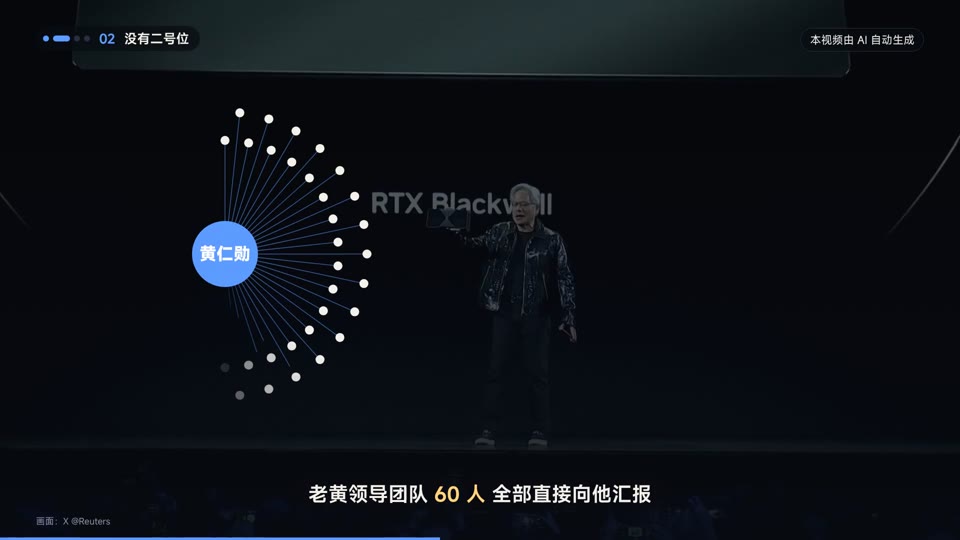 02 没有二号位
本视频由 AI 自动生成
RTX Blackwell
黄仁勋
老黄领导团队 60 人 全部直接向他汇报
画面：X @Reuters